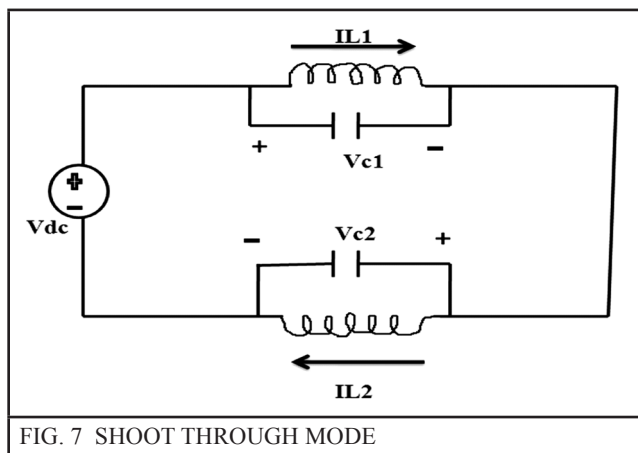 IL1
+ Vc1 −
+
−
Vdc
− Vc2 +
IL2
FIG. 7 SHOOT THROUGH MODE